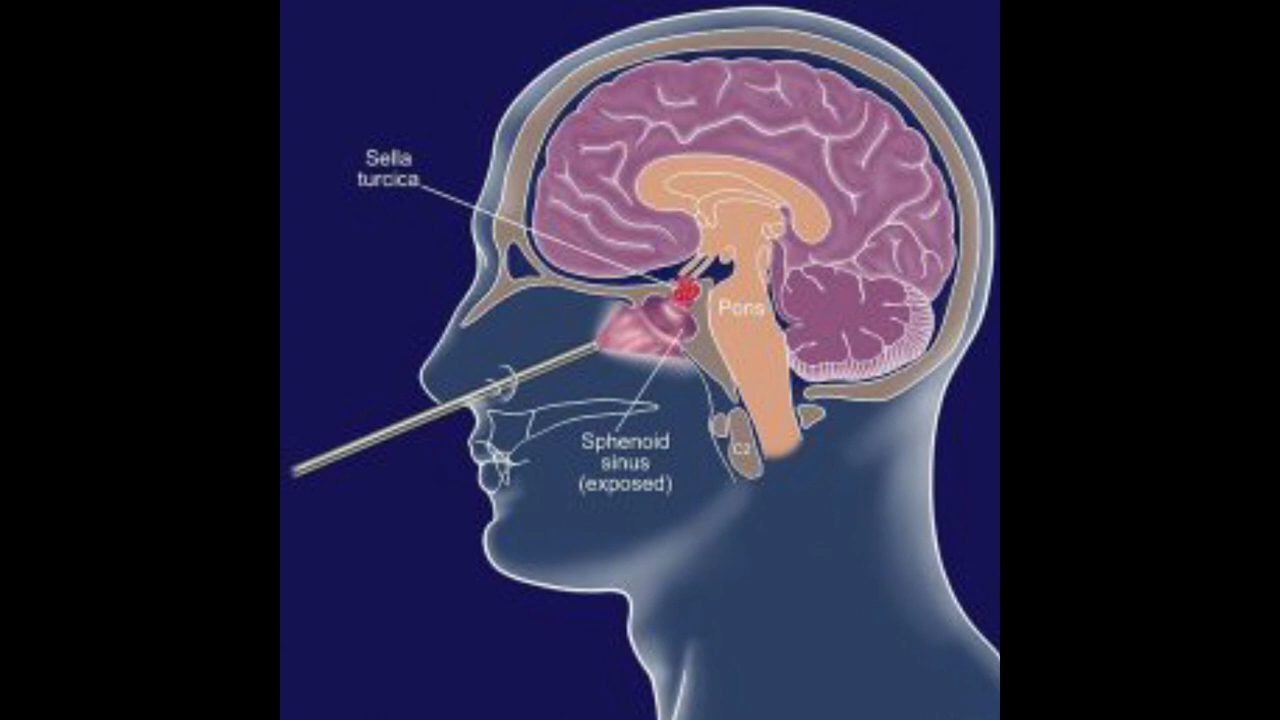 Sella
turcica
Pons
Sphenoid
sinus
(exposed)
C2